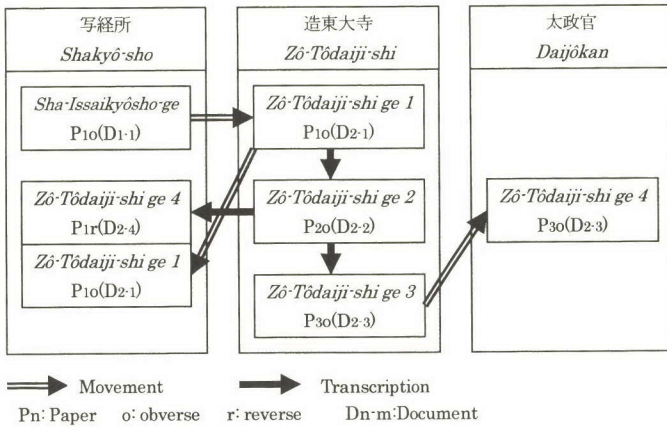 写経所
Shakyô-sho
Sha-Issaikyôsho-ge
P1o(D1-1)
Zô-Tôdaiji-shi ge 4
P1r(D2-4)
Zô-Tôdaiji-shi ge 1
P1o(D2-1)
造東大寺
Zô-Tôdaiji-shi
Zô-Tôdaiji-shi ge 1
P1o(D2-1)
Zô-Tôdaiji-shi ge 2
P2o(D2-2)
Zô-Tôdaiji-shi ge 3
P3o(D2-3)
太政官
Daijôkan
Zô-Tôdaiji-shi ge 4
P3o(D2-3)
Movement
Transcription
Pn: Paper o: obverse r: reverse Dn-m:Document